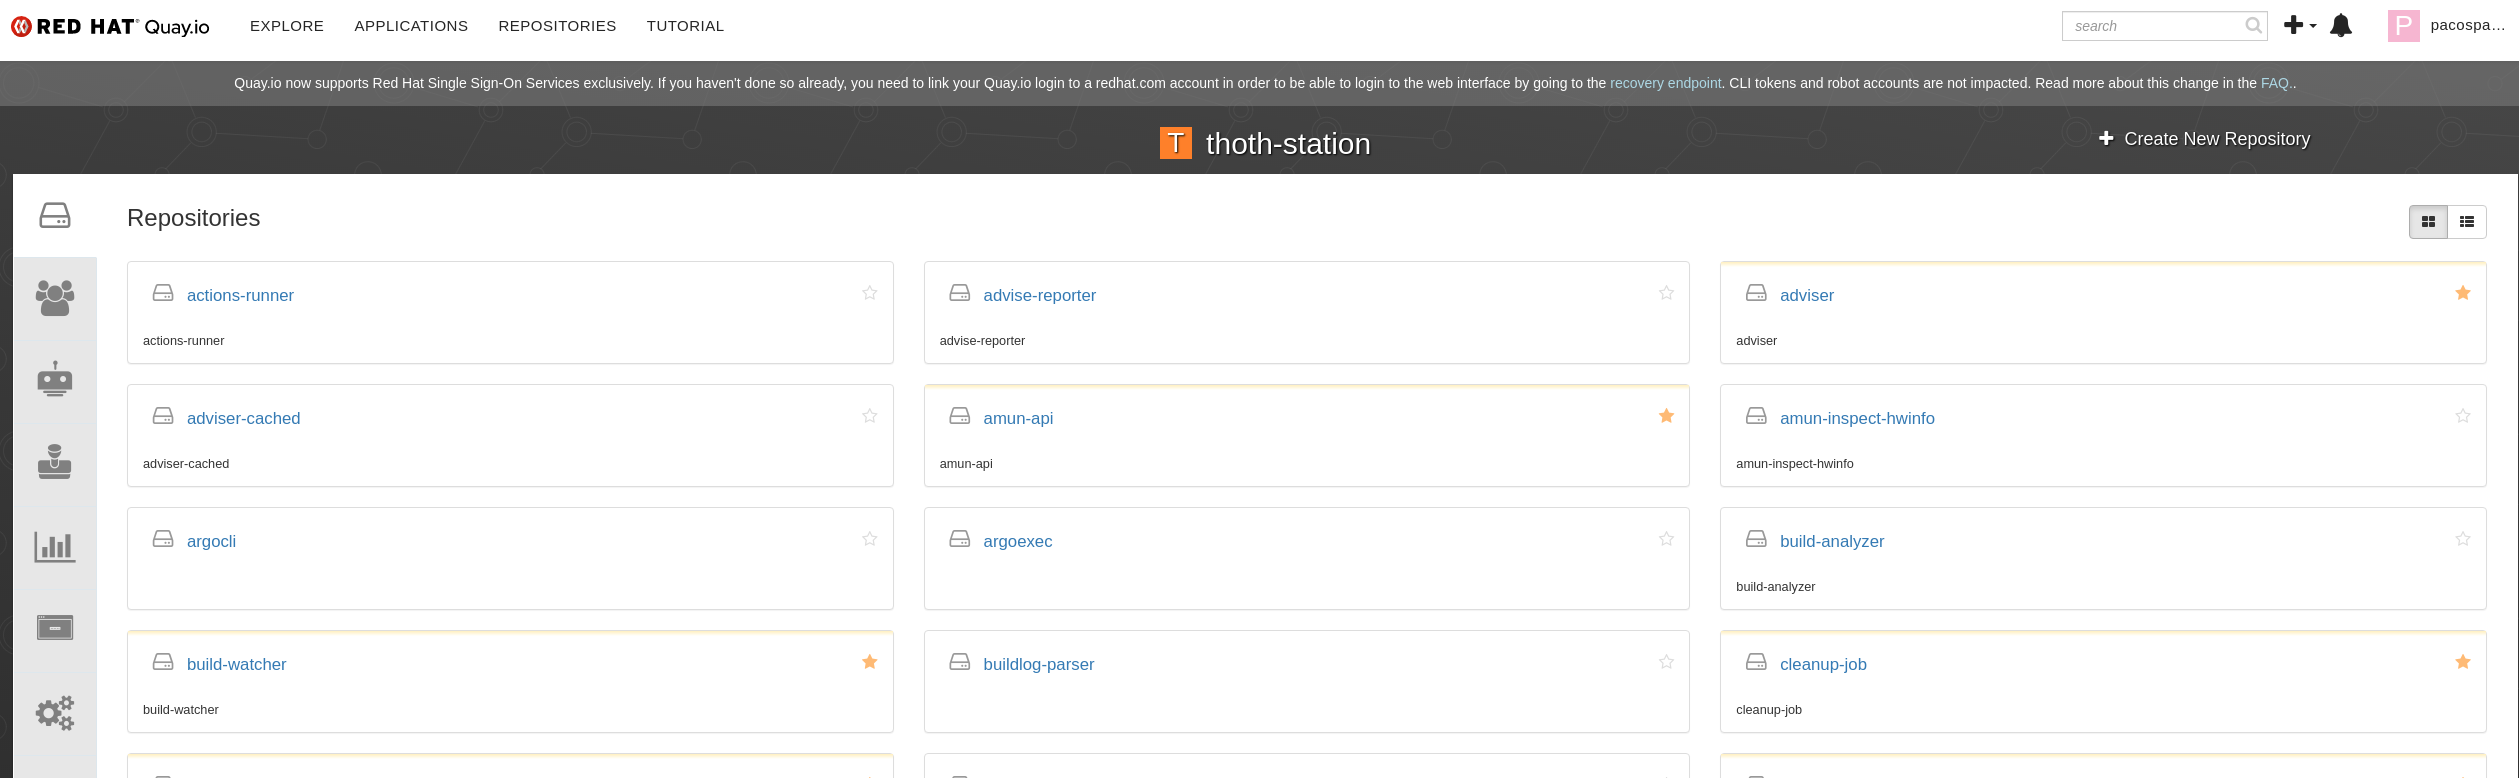 RED HAT Quay.io EXPLORE APPLICATIONS REPOSITORIES TUTORIAL search P pacospa...
Quay.io now supports Red Hat Single Sign-On Services exclusively. If you haven't done so already, you need to link your Quay.io login to a redhat.com account in order to be able to login to the web interface by going to the recovery endpoint. CLI tokens and robot accounts are not impacted. Read more about this change in the FAQ..
T thoth-station Create New Repository
Repositories
actions-runner
actions-runner
advise-reporter
advise-reporter
adviser
adviser
adviser-cached
adviser-cached
amun-api
amun-api
amun-inspect-hwinfo
amun-inspect-hwinfo
argocli
argoexec
build-analyzer
build-analyzer
build-watcher
build-watcher
buildlog-parser
cleanup-job
cleanup-job